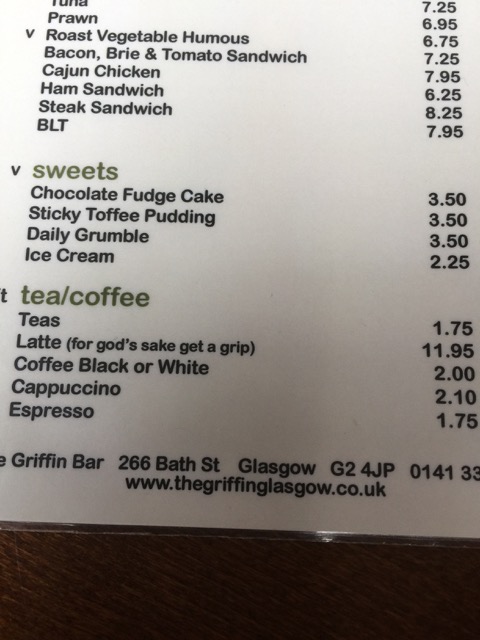 Tuna 7.25
Prawn 6.95
v Roast Vegetable Humous 6.75
Bacon, Brie & Tomato Sandwich 7.25
Cajun Chicken 7.95
Ham Sandwich 6.25
Steak Sandwich 8.25
BLT 7.95
v sweets
Chocolate Fudge Cake 3.50
Sticky Toffee Pudding 3.50
Daily Grumble 3.50
Ice Cream 2.25
't tea/coffee
Teas 1.75
Latte (for god's sake get a grip) 11.95
Coffee Black or White 2.00
Cappuccino 2.10
Espresso 1.75
e Griffin Bar 266 Bath St Glasgow G2 4JP 0141 33
www.thegriffinglasgow.co.uk